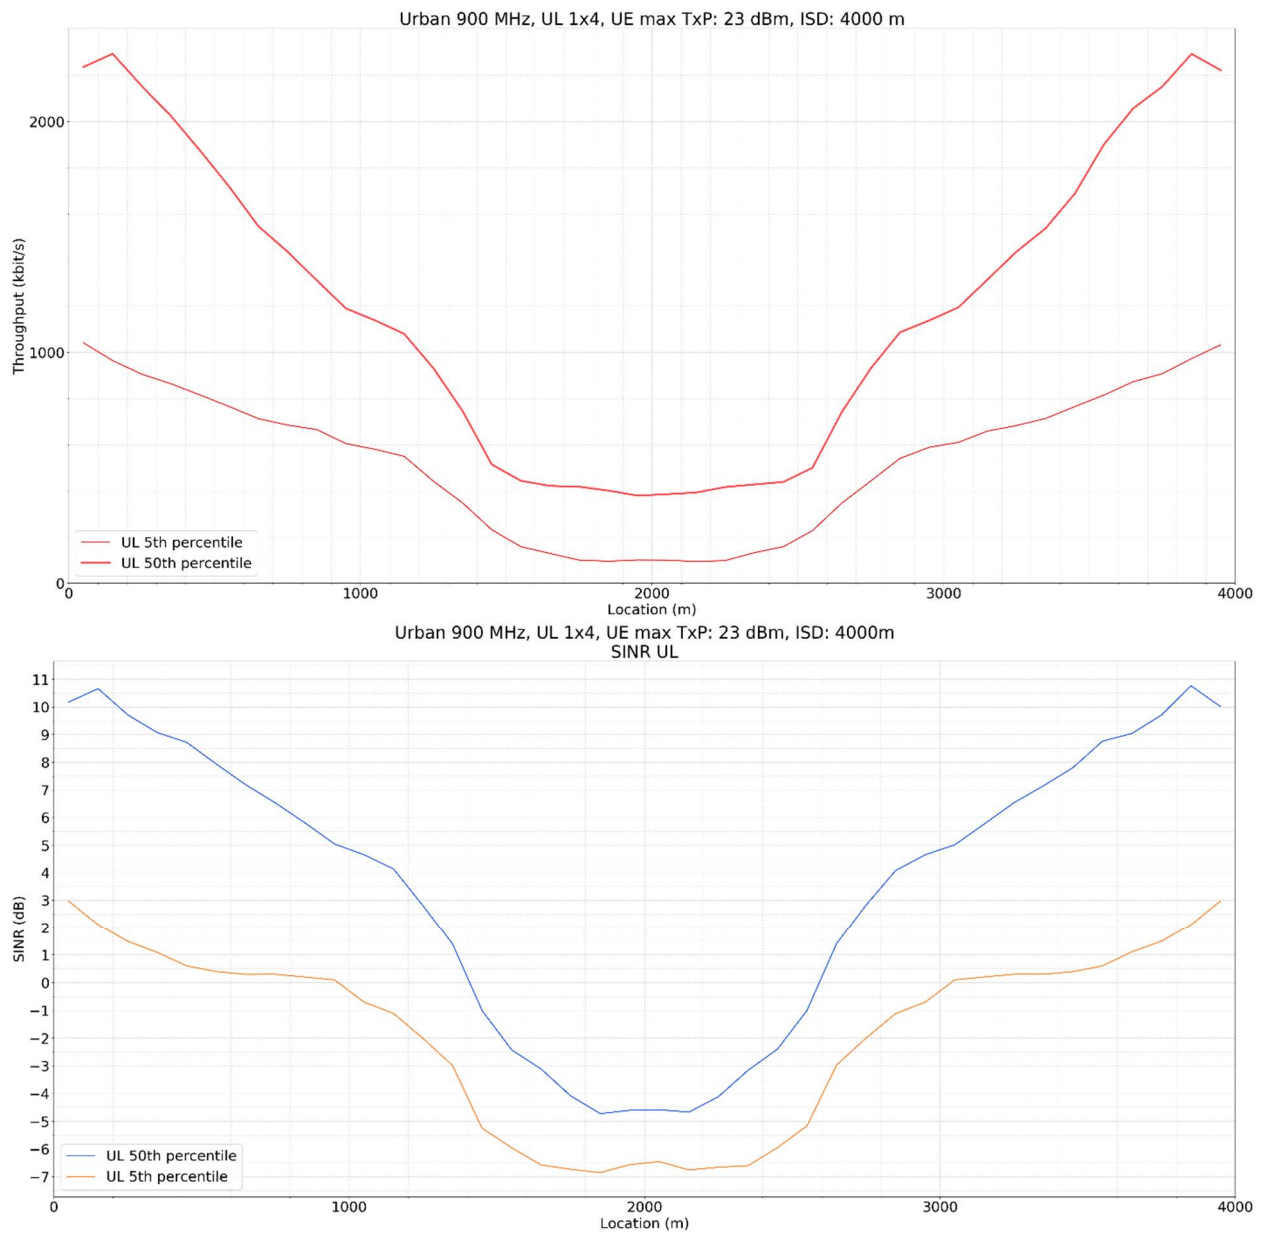 Urban 900 MHz, UL 1x4, UE max TxP: 23 dBm, ISD: 4000 m
Throughput (kbit/s)
2000
1000
0
UL 5th percentile
UL 50th percentile
0 1000 2000 3000 4000
Location (m)
Urban 900 MHz, UL 1x4, UE max TxP: 23 dBm, ISD: 4000m
SINR UL
SINR (dB)
11
10
9
8
7
6
5
4
3
2
1
0
−1
−2
−3
−4
−5
−6
−7
UL 50th percentile
UL 5th percentile
0 1000 2000 3000 4000
Location (m)